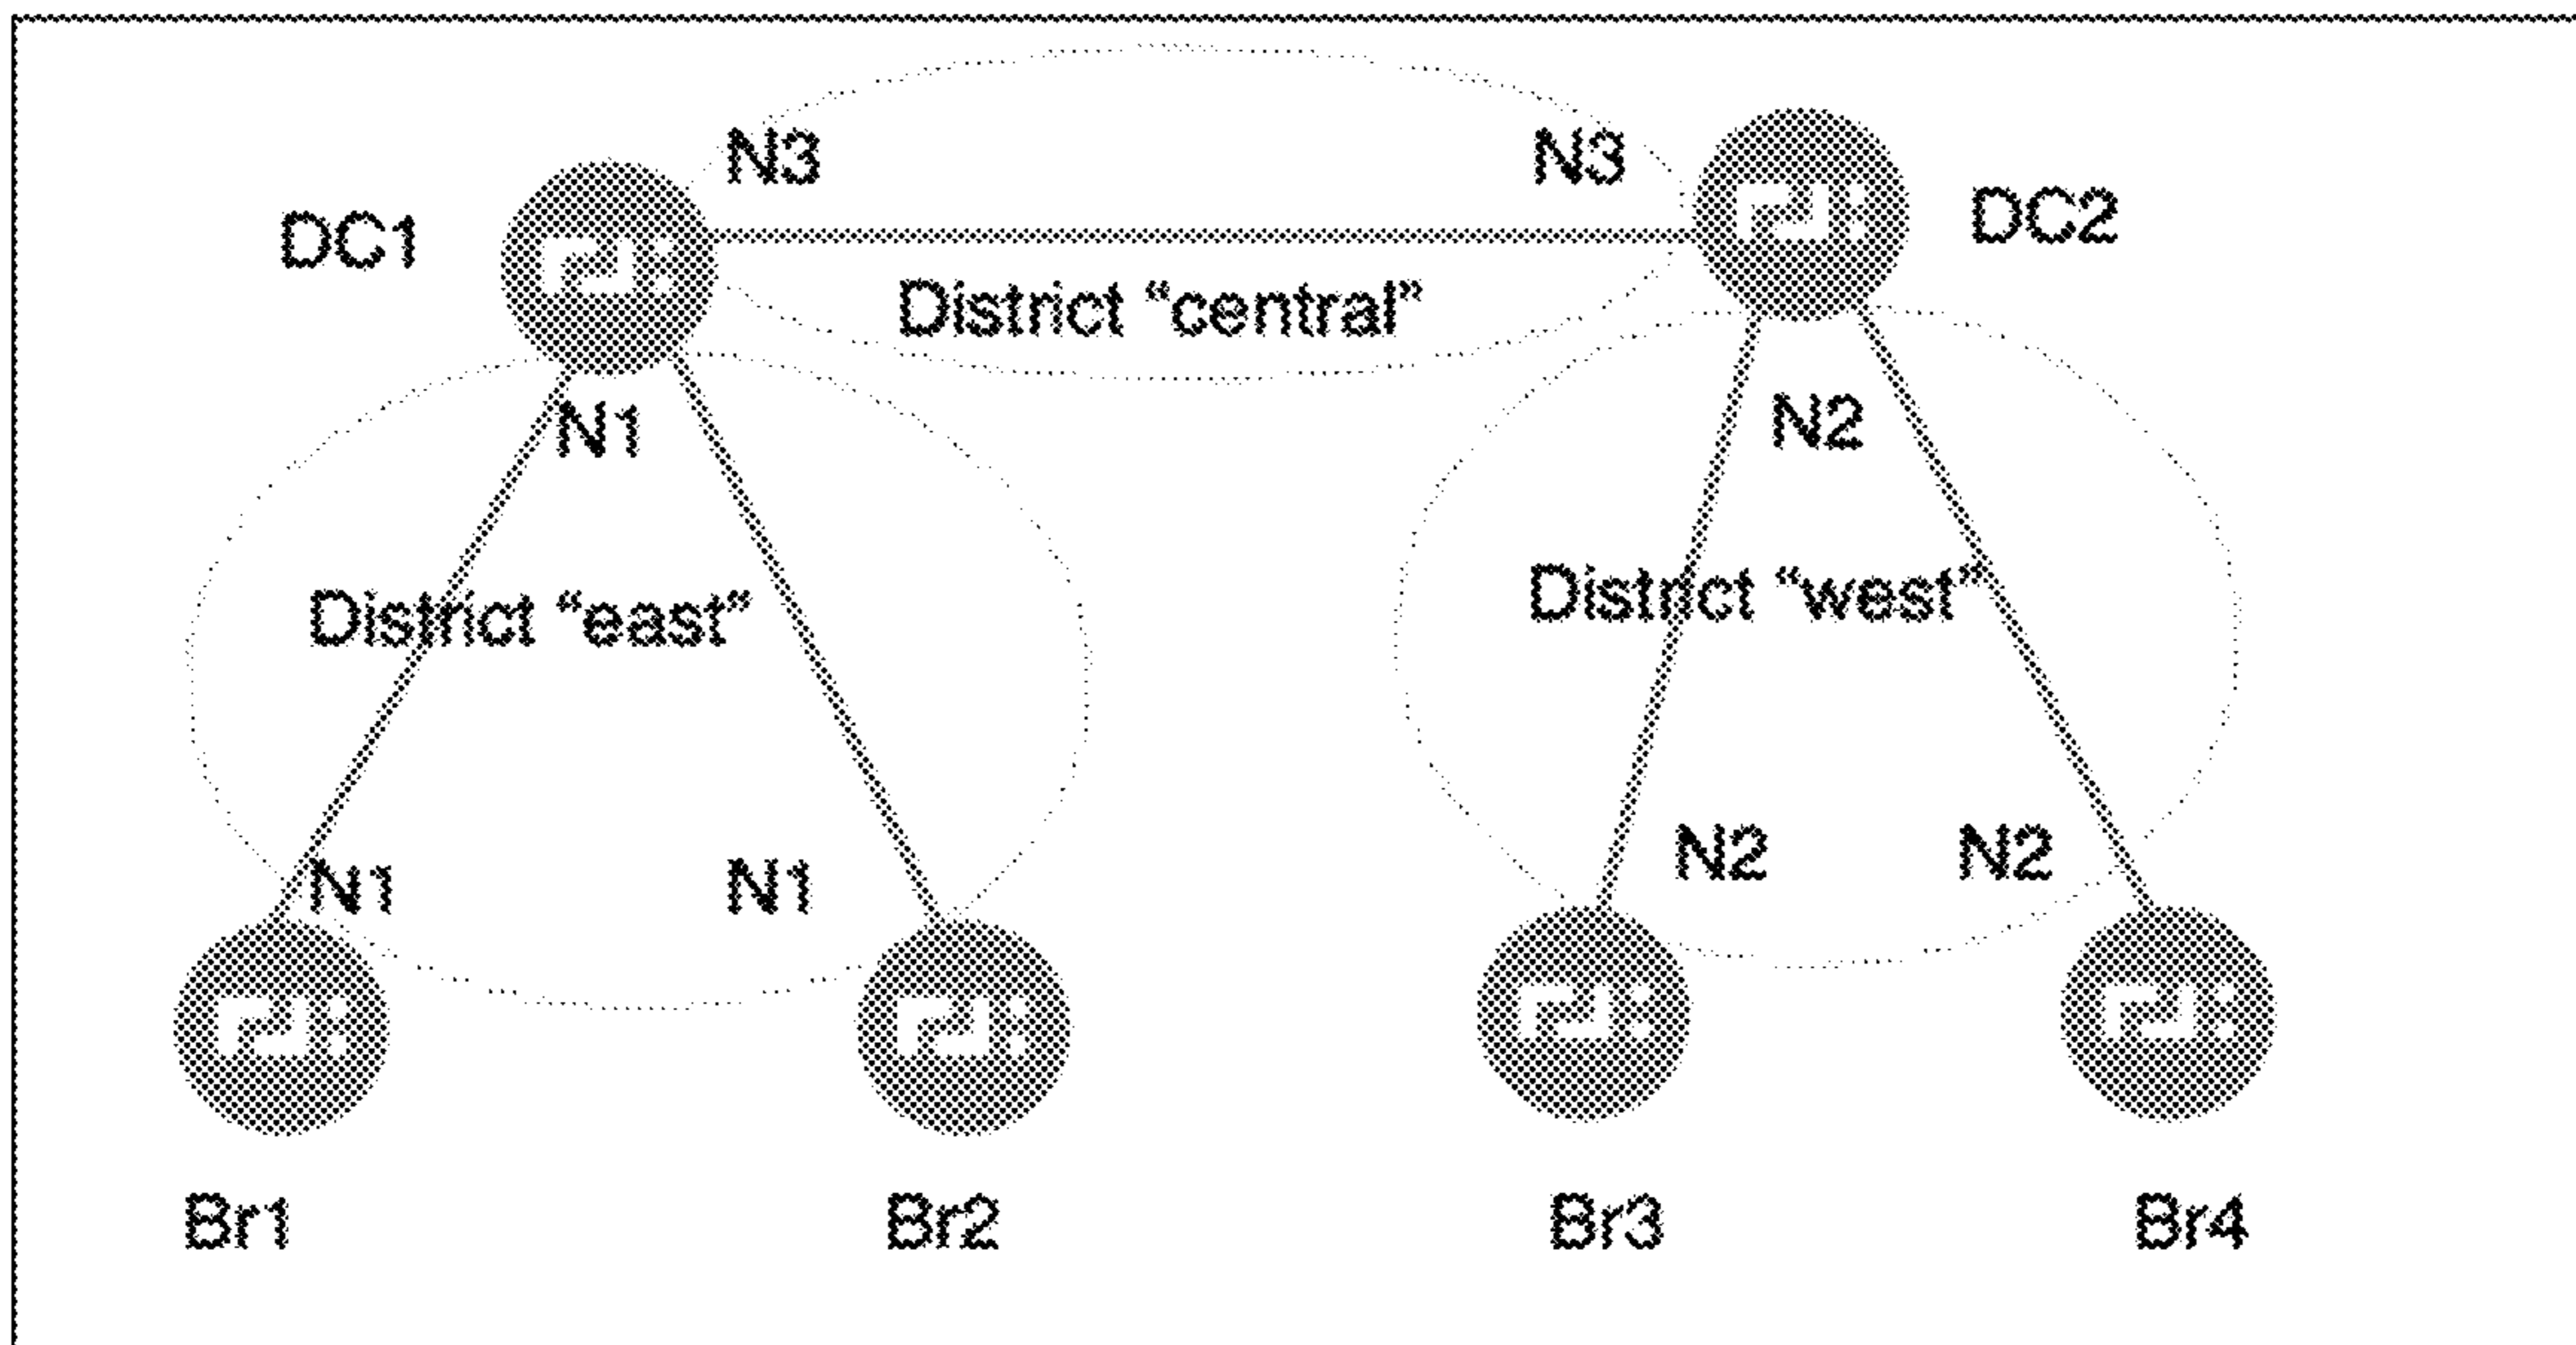 N3 N3
DC1 DC2
District “central”
N1 N2
District “east” District “west”
N1 N1 N2 N2
Br1 Br2 Br3 Br4